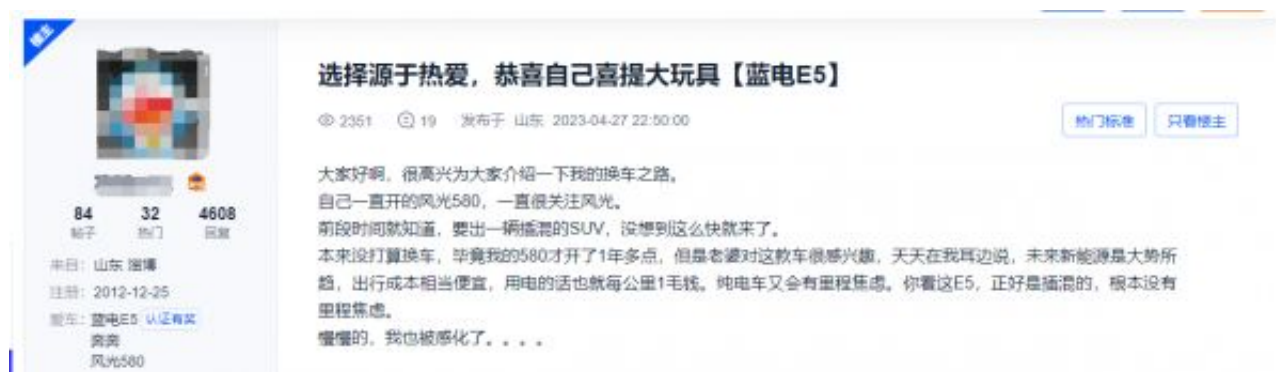 楼主
选择源于热爱，恭喜自己喜提大玩具【蓝电E5】
2351 19 发布于 山东 2023-04-27 22:50:00
热门标准 只看楼主
大家好啊，很高兴为大家介绍一下我的换车之路。
自己一直开的风光580，一直很关注风光。
前段时间就知道，要出一辆插混的SUV，没想到这么快就来了。
本来没打算换车，毕竟我的580才开了1年多点，但是老婆对这款车很感兴趣，天天在我耳边说，未来新能源是大势所
趋，出行成本相当便宜，用电的话也就每公里1毛钱。纯电车又会有里程焦虑。你看这E5，正好是插混的，根本没有
里程焦虑。
慢慢的，我也被感化了。。。。
84 32 4608
帖子 热门 回复
来自：山东 淄博
注册：2012-12-25
爱车：蓝电E5 认证有奖
奔奔
风光580